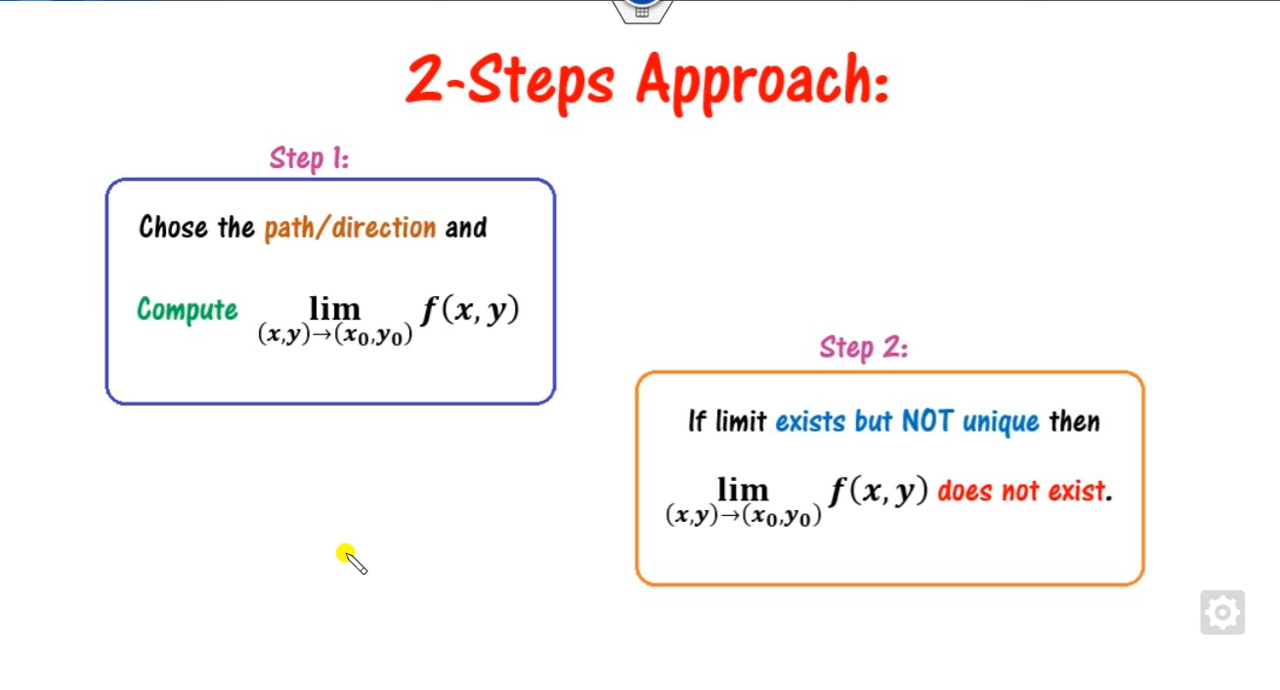 2-Steps Approach:
Step 1:
Chose the path/direction and
Compute lim f(x, y)
(x,y)→(x₀,y₀)
Step 2:
If limit exists but NOT unique then
lim f(x, y) does not exist.
(x,y)→(x₀,y₀)